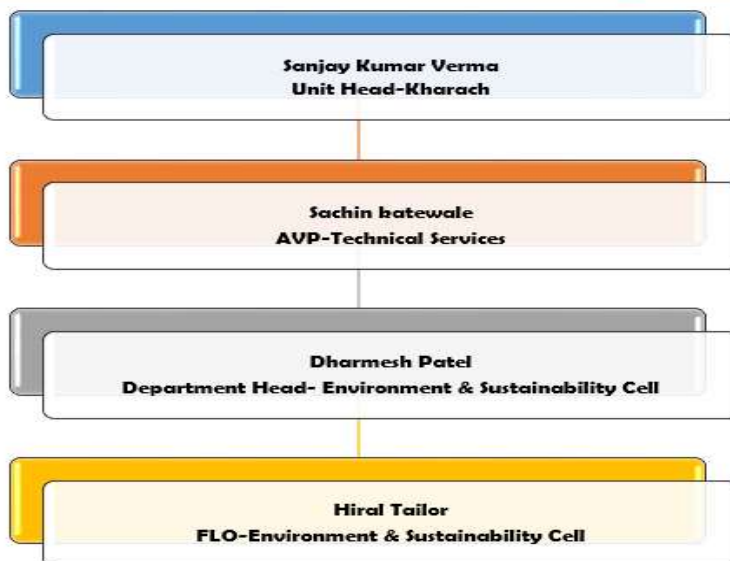 Sanjay Kumar Verma
Unit Head-Kharach
Sachin katewale
AVP-Technical Services
Dharmesh Patel
Department Head- Environment & Sustainability Cell
Hiral Tailor
FLO-Environment & Sustainability Cell